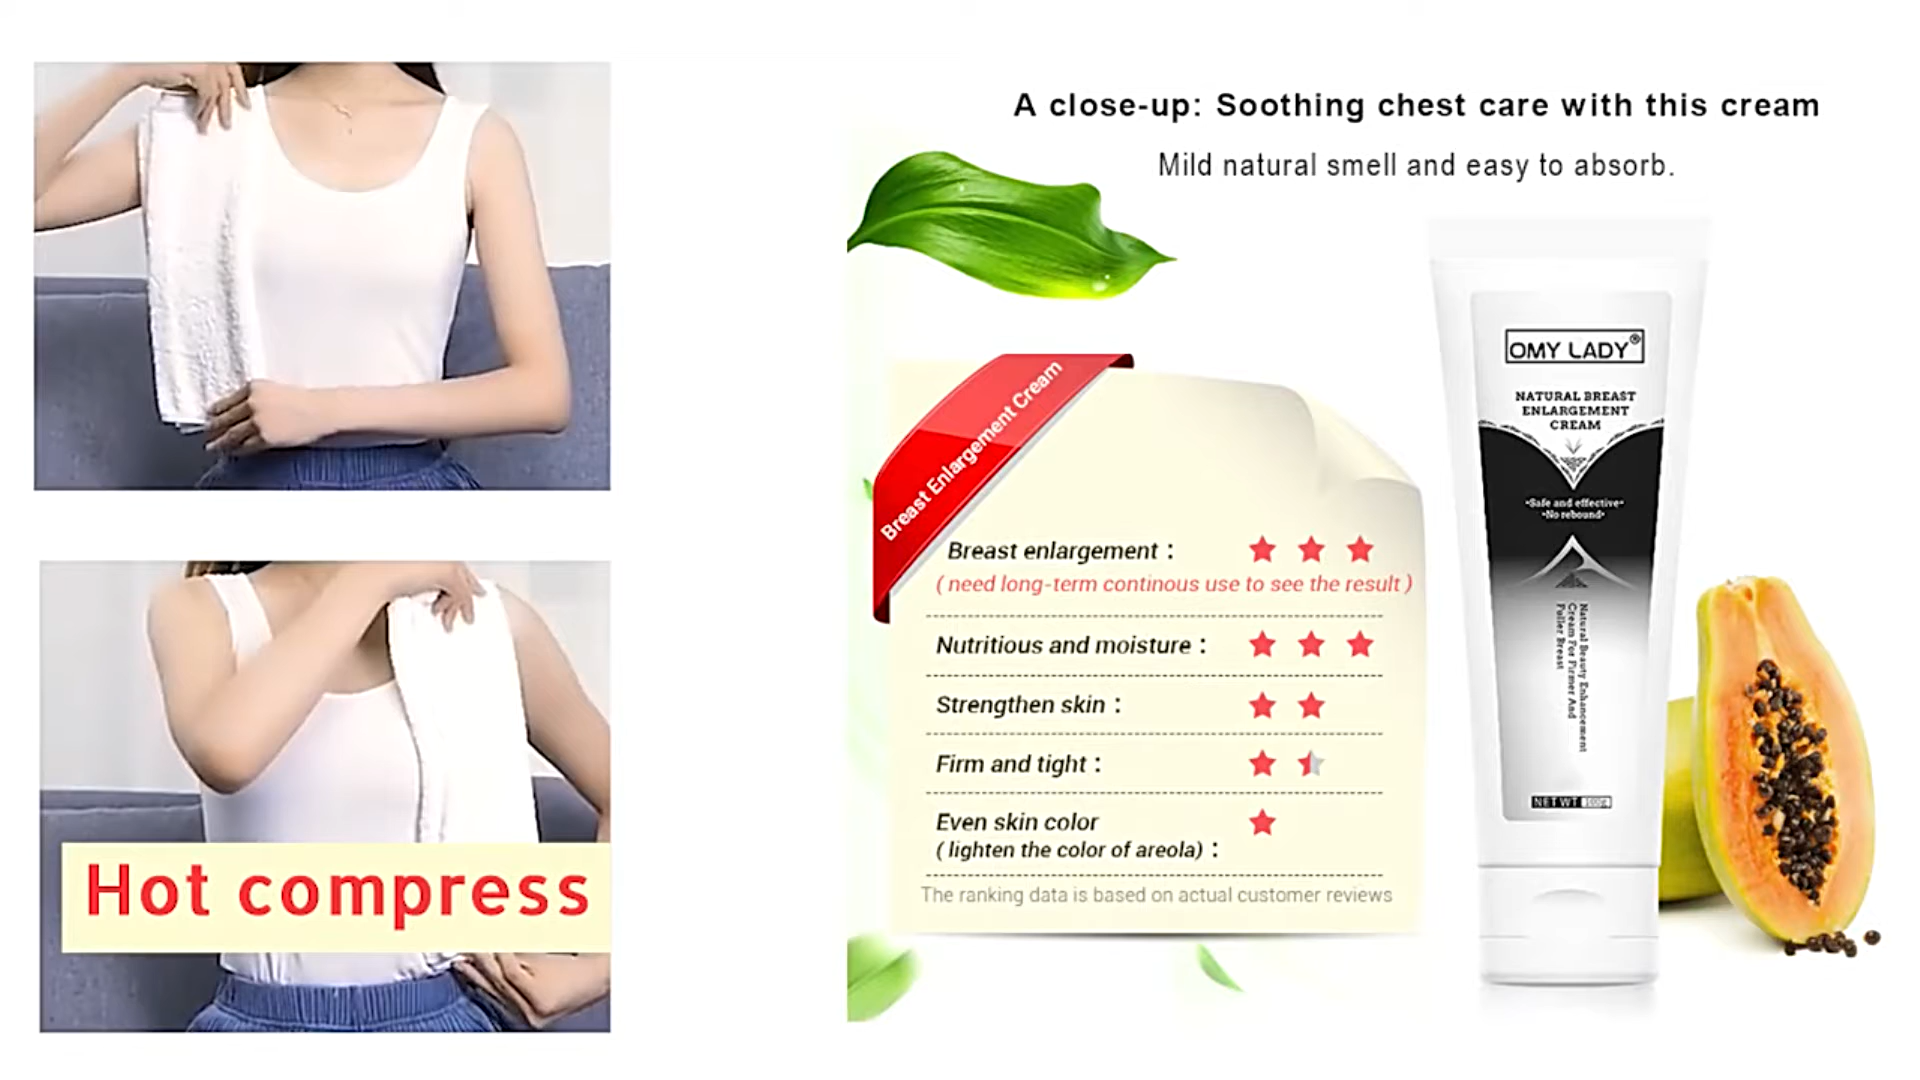 A close-up: Soothing chest care with this cream
Mild natural smell and easy to absorb.
Breast Enlargement Cream
Breast enlargement :
( need long-term continous use to see the result )
Nutritious and moisture :
Strengthen skin :
Firm and tight :
Even skin color
( lighten the color of areola) :
The ranking data is based on actual customer reviews
OMY LADY®
NATURAL BREAST
ENLARGEMENT
CREAM
•Safe and effective•
•No rebound•
Natural Beauty Enhancement
Cream For Firmer And
Fuller Breast
NET WT 100g
Hot compress